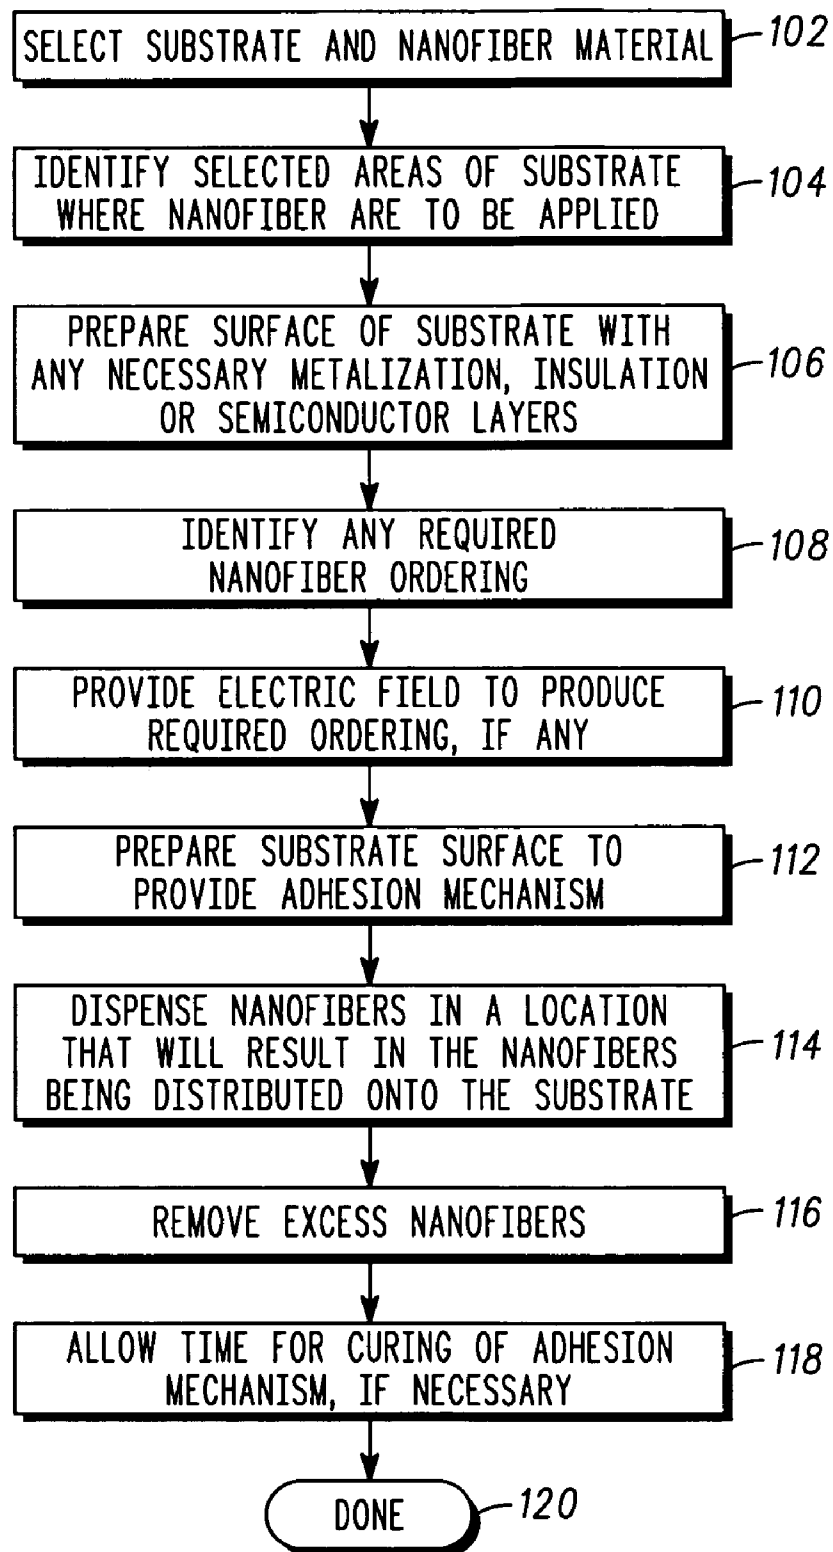 SELECT SUBSTRATE AND NANOFIBER MATERIAL
102
IDENTIFY SELECTED AREAS OF SUBSTRATE
WHERE NANOFIBER ARE TO BE APPLIED
104
PREPARE SURFACE OF SUBSTRATE WITH
ANY NECESSARY METALIZATION, INSULATION
OR SEMICONDUCTOR LAYERS
106
IDENTIFY ANY REQUIRED
NANOFIBER ORDERING
108
PROVIDE ELECTRIC FIELD TO PRODUCE
REQUIRED ORDERING, IF ANY
110
PREPARE SUBSTRATE SURFACE TO
PROVIDE ADHESION MECHANISM
112
DISPENSE NANOFIBERS IN A LOCATION
THAT WILL RESULT IN THE NANOFIBERS
BEING DISTRIBUTED ONTO THE SUBSTRATE
114
REMOVE EXCESS NANOFIBERS
116
ALLOW TIME FOR CURING OF ADHESION
MECHANISM, IF NECESSARY
118
DONE
120